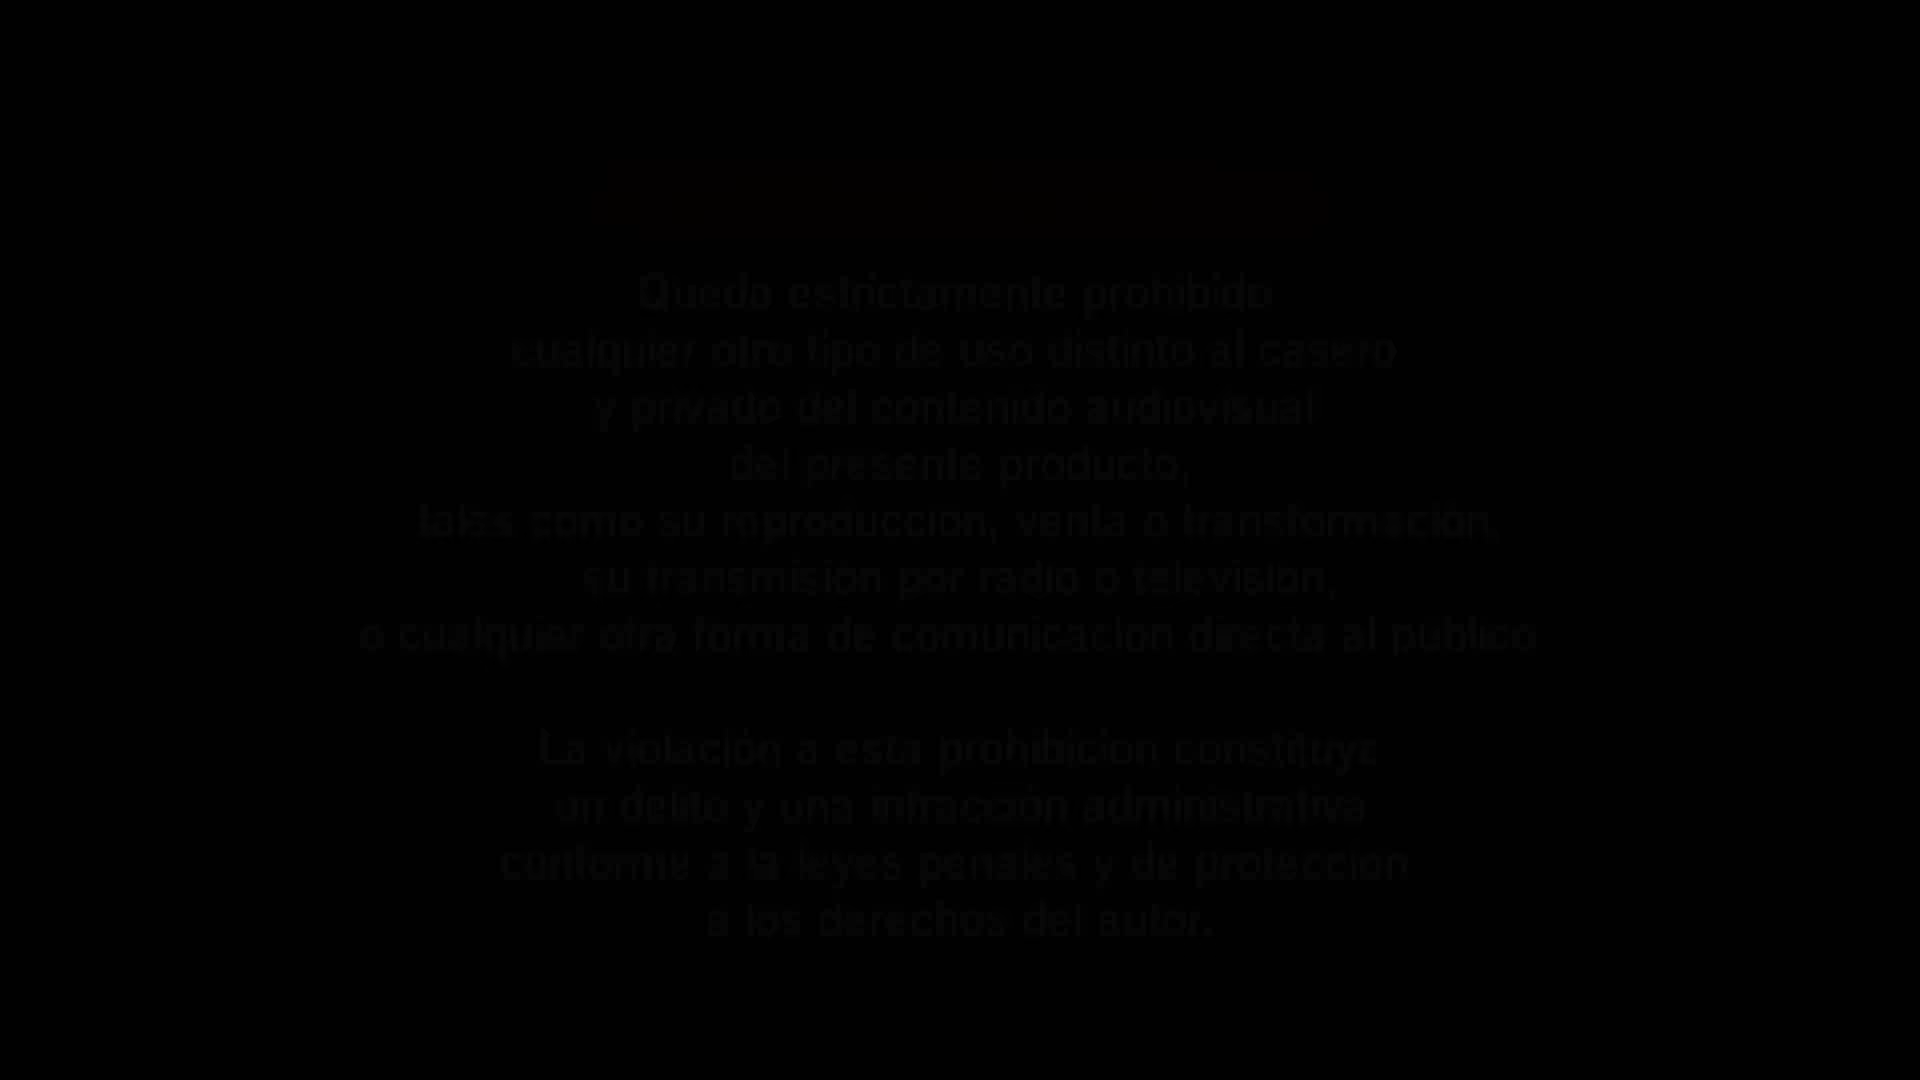 Queda estrictamente prohibido
cualquier otro tipo de uso distinto al casero
y privado del contenido audiovisual
del presente producto,
tales como su reproducción, venta o transformación,
su transmisión por radio o televisión,
o cualquier otra forma de comunicación directa al público
La violación a esta prohibición constituye
un delito y una infracción administrativa
conforme a la leyes penales y de protección
a los derechos del autor.